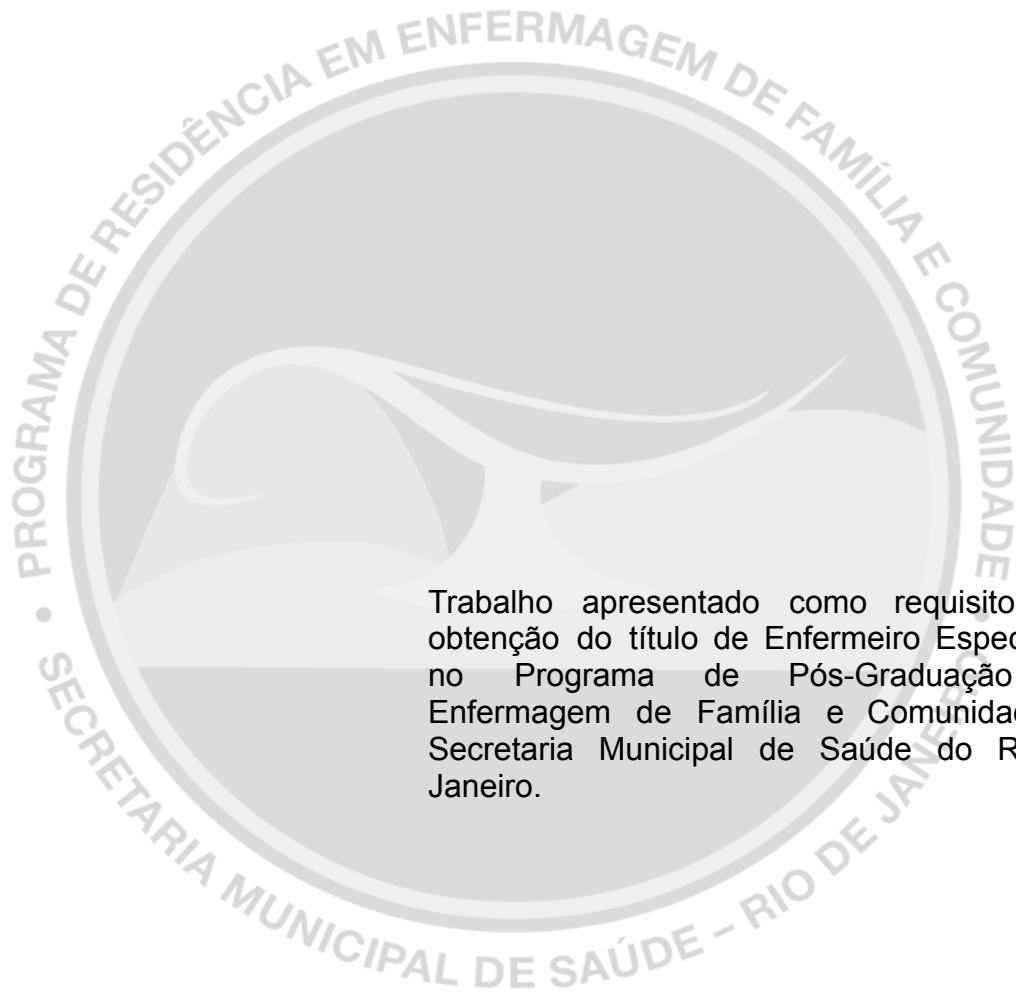 PROGRAMA DE RESIDÊNCIA EM ENFERMAGEM DE FAMÍLIA E COMUNIDADE •
SECRETARIA MUNICIPAL DE SAÚDE – RIO DE JANEIRO •
Trabalho apresentado como requisito
obtenção do título de Enfermeiro
no Programa de Pós-Graduação
Enfermagem de Família e
Secretaria Municipal de Saúde do
Janeiro.